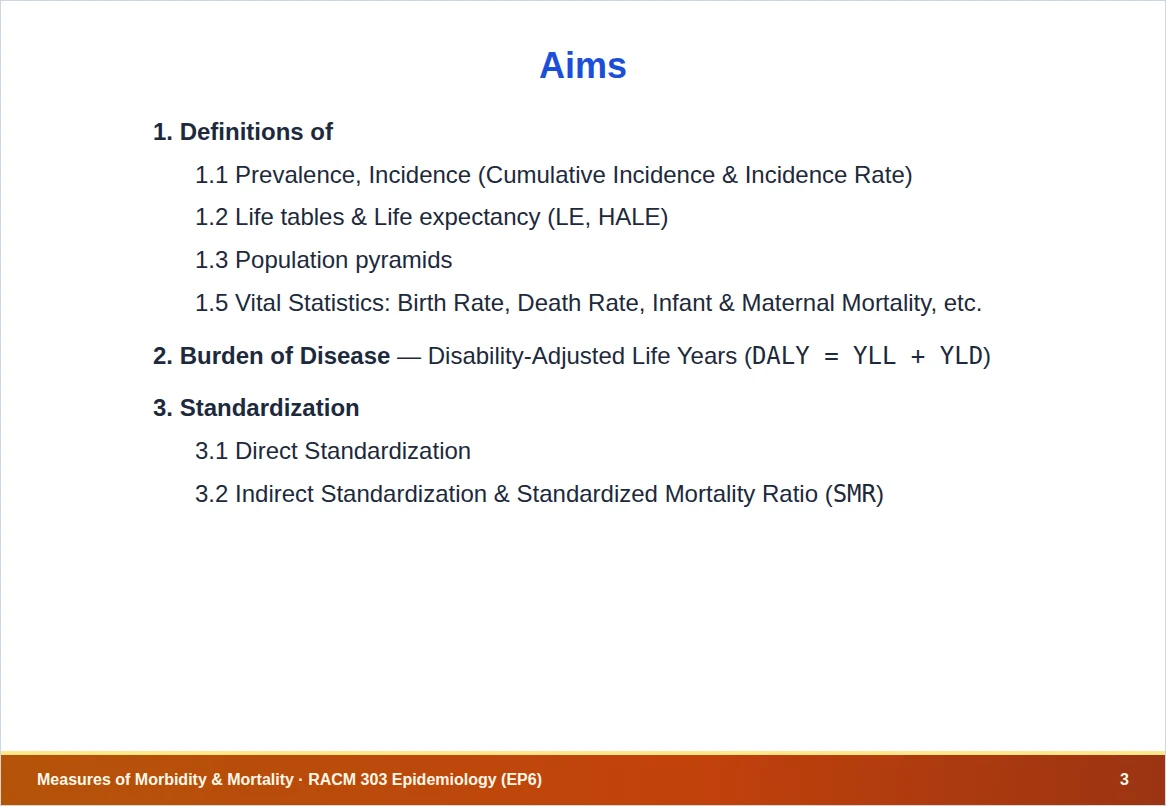 Aims
1. Definitions of
1.1 Prevalence, Incidence (Cumulative Incidence & Incidence Rate)
1.2 Life tables & Life expectancy (LE, HALE)
1.3 Population pyramids
1.5 Vital Statistics: Birth Rate, Death Rate, Infant & Maternal Mortality, etc.
2. Burden of Disease — Disability-Adjusted Life Years (DALY = YLL + YLD)
3. Standardization
3.1 Direct Standardization
3.2 Indirect Standardization & Standardized Mortality Ratio (SMR)
Measures of Morbidity & Mortality · RACM 303 Epidemiology (EP6) 3